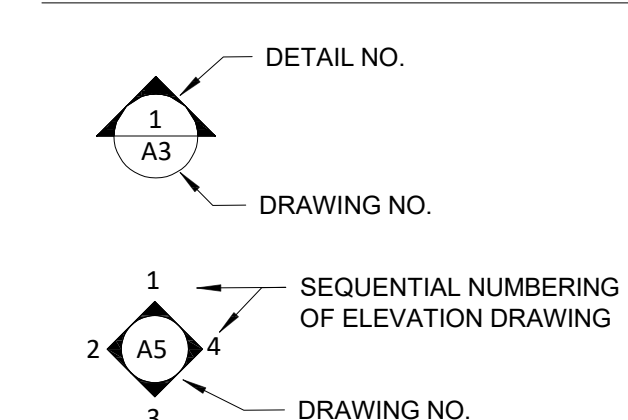 DETAIL NO.
1
A3
DRAWING NO.
1
SEQUENTIAL NUMBERING
OF ELEVATION DRAWING
2 A5 4
3
DRAWING NO.